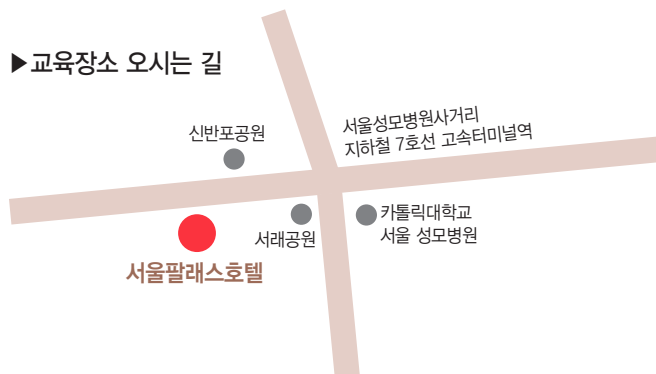 ▶교육장소 오시는 길
신반포공원
서울성모병원사거리
지하철 7호선 고속터미널역
서래공원
카톨릭대학교
서울 성모병원
서울팔래스호텔